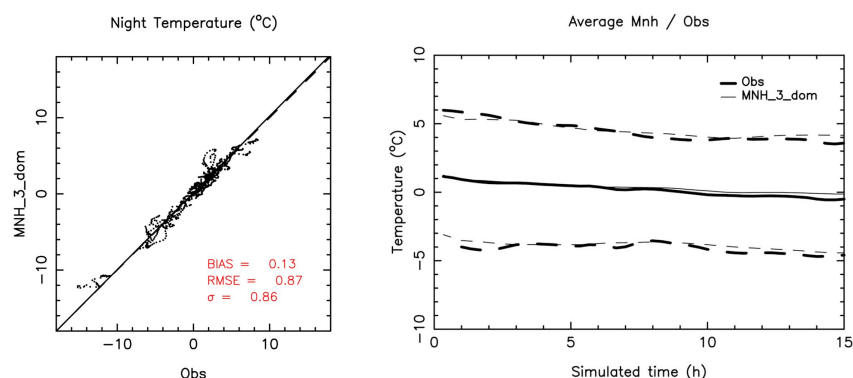 Night Temperature (°C)
MNH_3_dom
10
0
−10
BIAS = 0.13
RMSE = 0.87
σ = 0.86
−10 0 10
Obs
Average Mnh / Obs
Temperature (°C)
10
5
0
−5
−10
Obs
MNH_3_dom
0 5 10 15
Simulated time (h)